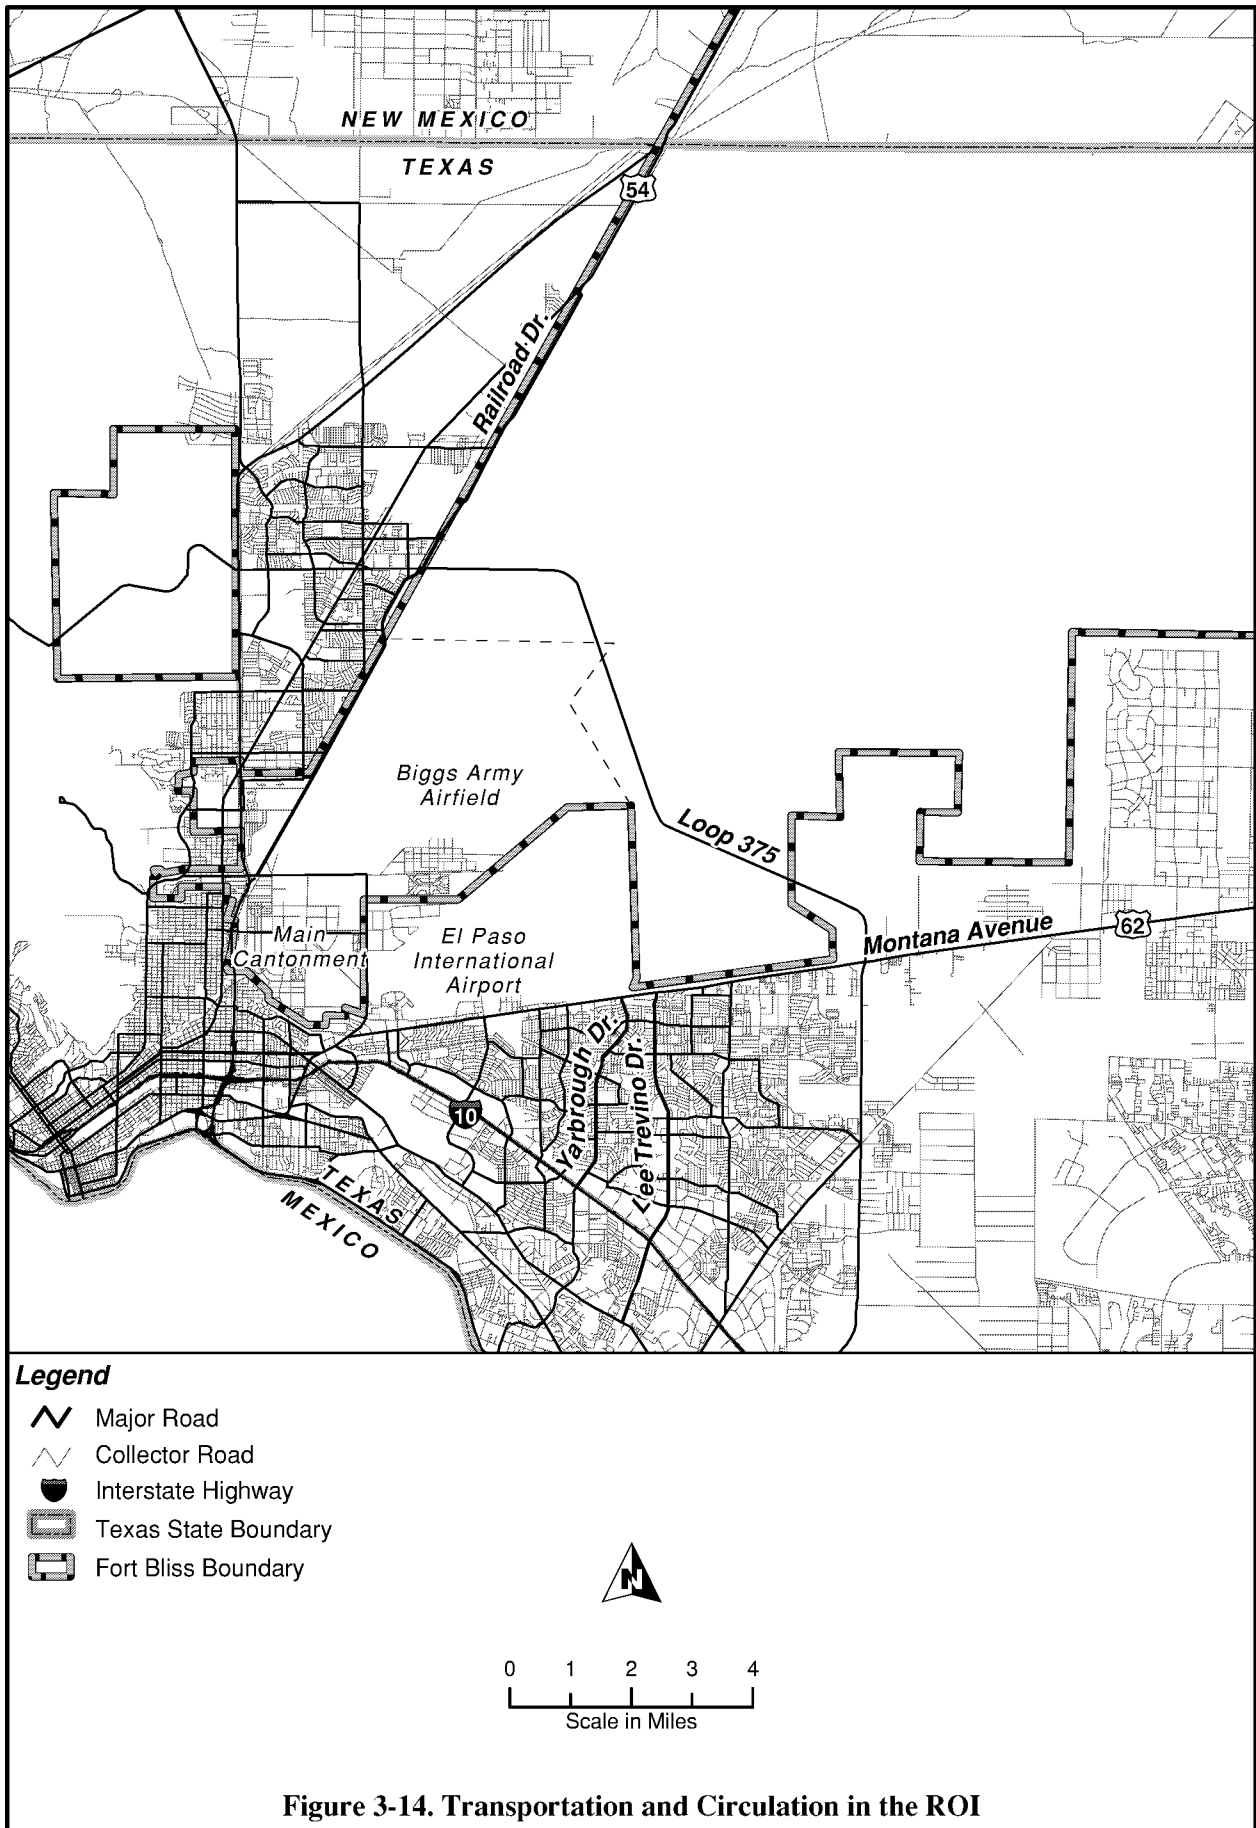 NEW MEXICO
TEXAS
54
Railroad Dr.
Biggs Army
Airfield
Loop 375
Main
Cantonment
El Paso
International
Airport
Montana Avenue
62
Yarbrough Dr.
Lee Trevino Dr.
10
TEXAS
MEXICO
Legend
Major Road
Collector Road
Interstate Highway
Texas State Boundary
Fort Bliss Boundary
N
0 1 2 3 4
Scale in Miles
Figure 3-14. Transportation and Circulation in the ROI